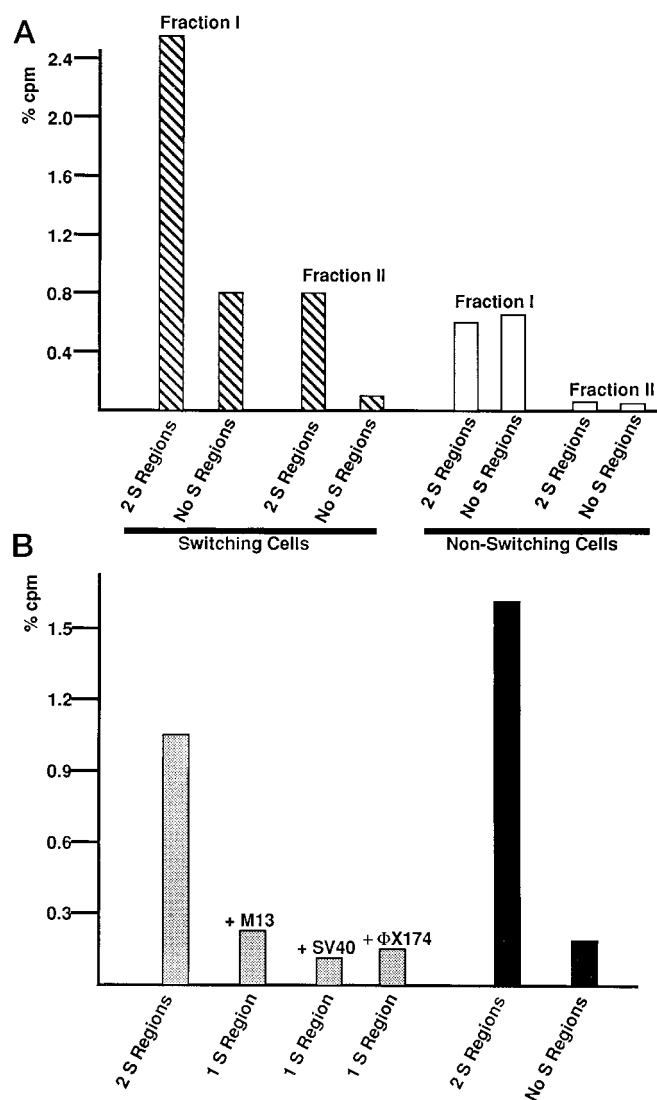 A
Fraction I
% cpm
2.4
2.0
1.6
1.2
0.8
0.4
Fraction II
Fraction I
Fraction II
2 S Regions
No S Regions
2 S Regions
No S Regions
2 S Regions
No S Regions
2 S Regions
No S Regions
Switching Cells
Non-Switching Cells
B
% cpm
1.5
1.2
0.9
0.6
0.3
+ M13
+ SV40
+ ΦX174
2 S Regions
1 S Region
1 S Region
1 S Region
2 S Regions
No S Regions